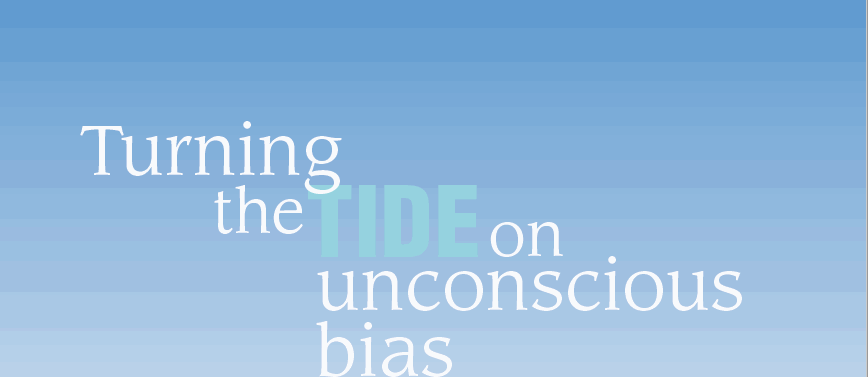 Turning
the TIDE on
unconscious
bias